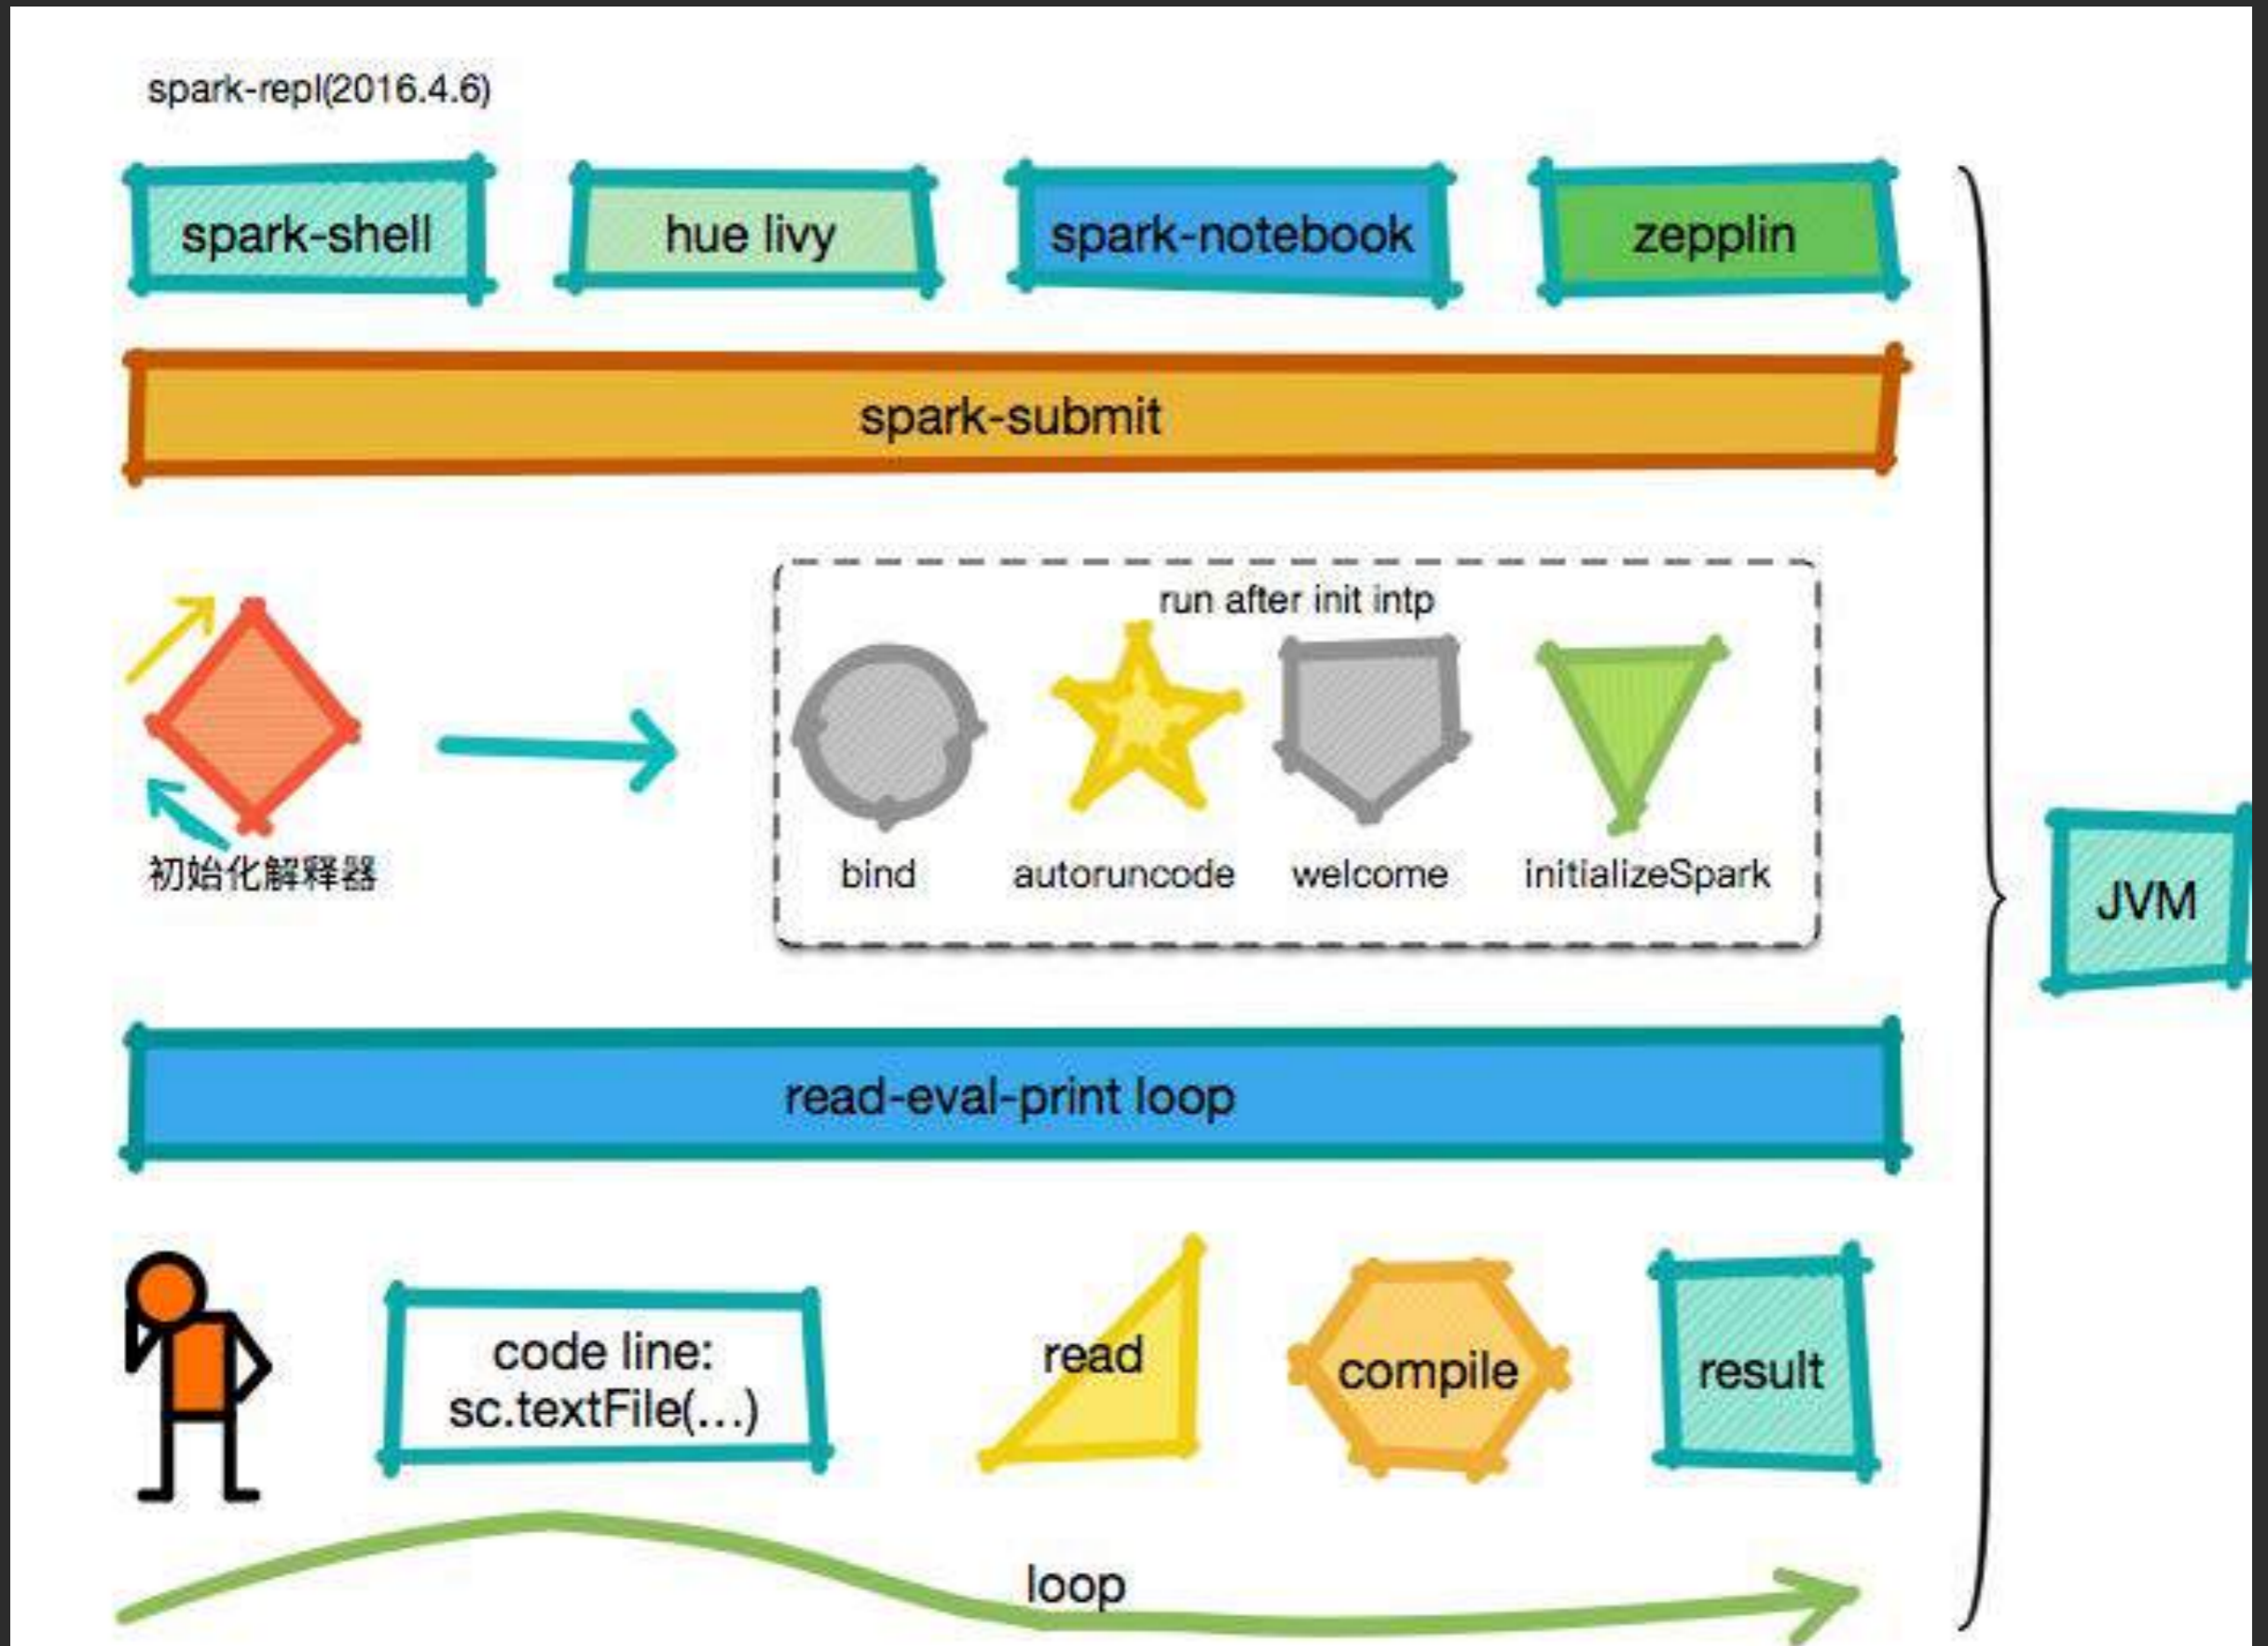 spark-repl(2016.4.6)
spark-shell
hue livy
spark-notebook
zepplin
spark-submit
run after init intp
初始化解释器
bind
autoruncode
welcome
initializeSpark
JVM
read-eval-print loop
code line:
sc.textFile(...)
read
compile
result
loop